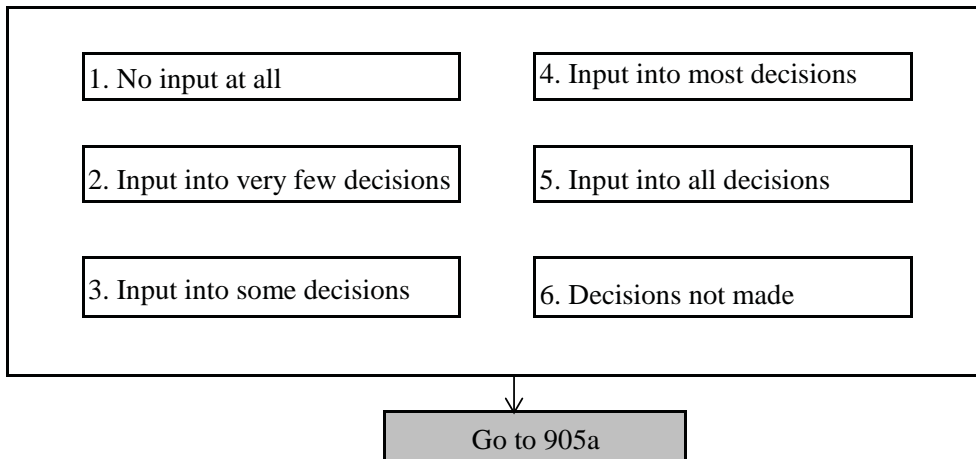 1. No input at all
2. Input into very few decisions
3. Input into some decisions
4. Input into most decisions
5. Input into all decisions
6. Decisions not made
Go to 905a